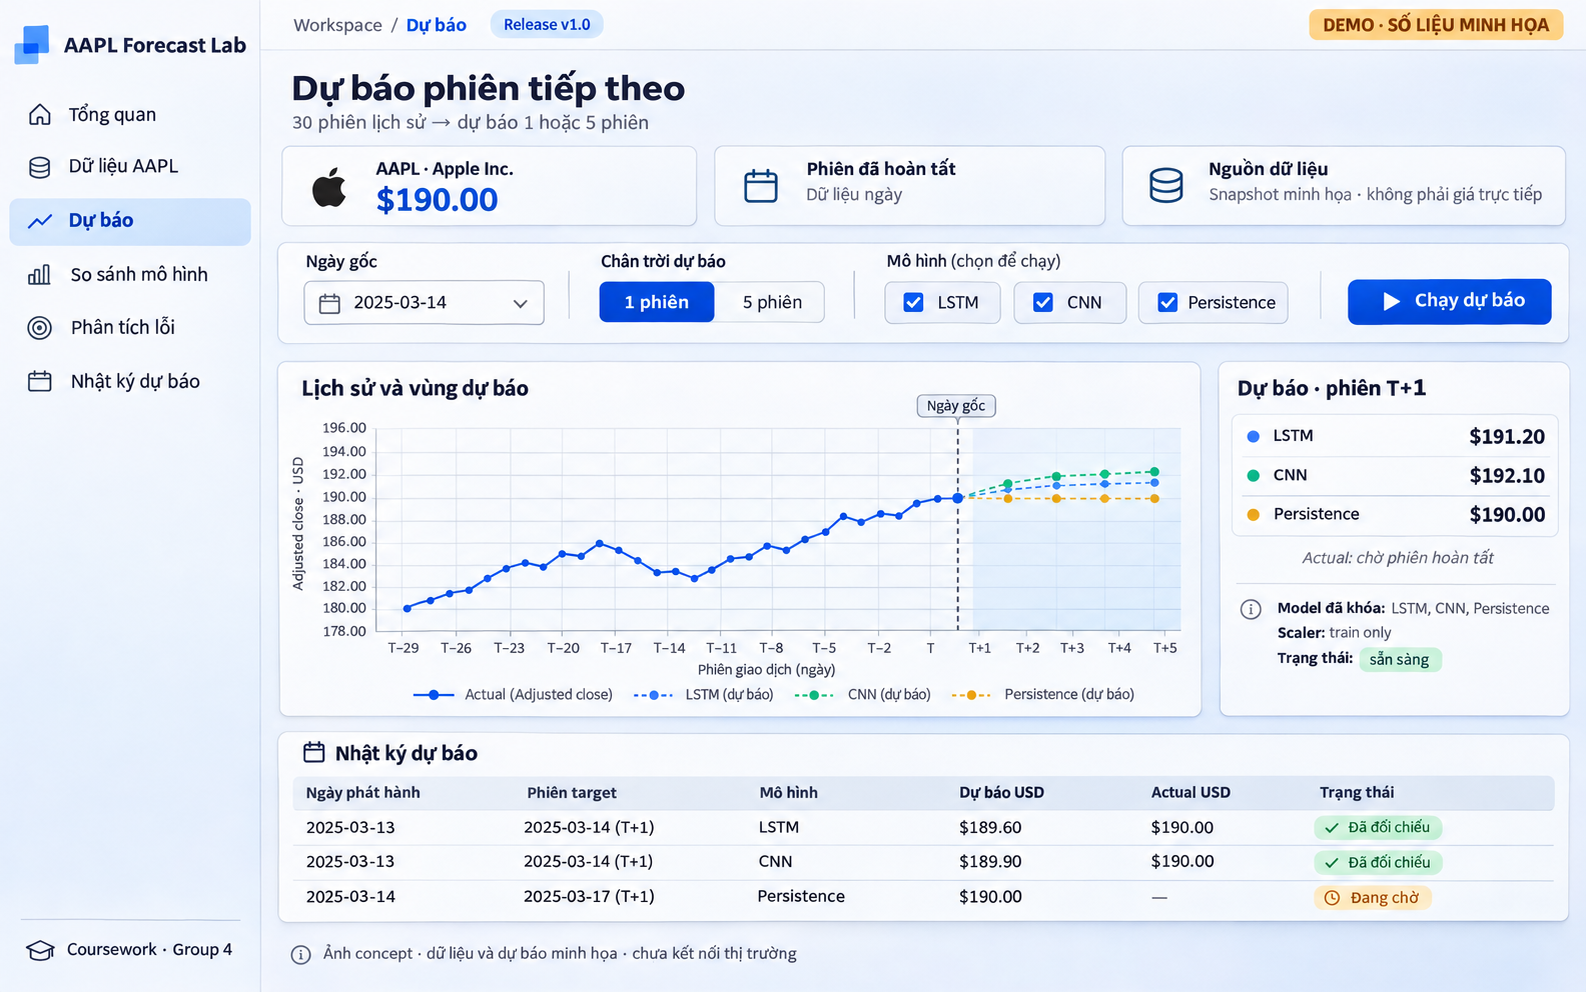 AAPL Forecast Lab
Tổng quan
Dữ liệu AAPL
Dự báo
So sánh mô hình
Phân tích lỗi
Nhật ký dự báo
Coursework · Group 4
Workspace / Dự báo
Release v1.0
DEMO · SỐ LIỆU MINH HỌA
Dự báo phiên tiếp theo
30 phiên lịch sử → dự báo 1 hoặc 5 phiên
AAPL · Apple Inc.
$190.00
Phiên đã hoàn tất
Dữ liệu ngày
Nguồn dữ liệu
Snapshot minh họa · không phải giá trực tiếp
Ngày gốc
2025-03-14
Chân trời dự báo
1 phiên
5 phiên
Mô hình (chọn để chạy)
LSTM
CNN
Persistence
Chạy dự báo
Lịch sử và vùng dự báo
Ngày gốc
196.00
194.00
192.00
190.00
188.00
186.00
184.00
182.00
180.00
178.00
Adjusted close · USD
T-29 T-26 T-23 T-20 T-17 T-14 T-11 T-8 T-5 T-2 T T+1 T+2 T+3 T+4 T+5
Phiên giao dịch (ngày)
Actual (Adjusted close) LSTM (dự báo) CNN (dự báo) Persistence (dự báo)
Dự báo · phiên T+1
LSTM $191.20
CNN $192.10
Persistence $190.00
Actual: chờ phiên hoàn tất
Model đã khóa: LSTM, CNN, Persistence
Scaler: train only
Trạng thái: sẵn sàng
Nhật ký dự báo
Ngày phát hành Phiên target Mô hình Dự báo USD Actual USD Trạng thái
2025-03-13 2025-03-14 (T+1) LSTM $189.60 $190.00 Đã đối chiếu
2025-03-13 2025-03-14 (T+1) CNN $189.90 $190.00 Đã đối chiếu
2025-03-14 2025-03-17 (T+1) Persistence $190.00 — Đang chờ
Ảnh concept · dữ liệu và dự báo minh họa · chưa kết nối thị trường